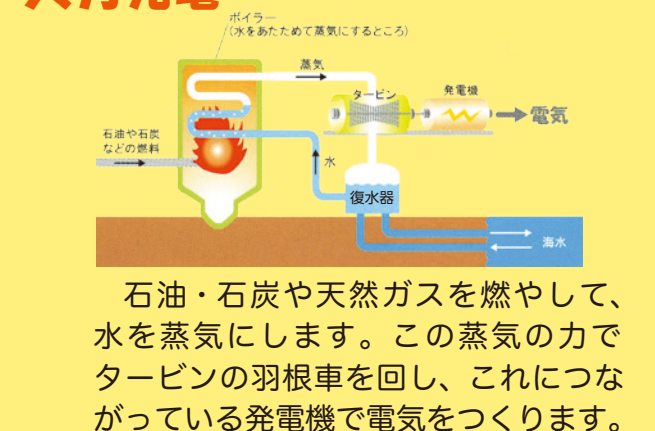 火力発電
ボイラー
(水をあたためて蒸気にするところ)
蒸気
タービン
発電機
電気
石油や石炭
などの燃料
水
復水器
海水
石油・石炭や天然ガスを燃やして、
水を蒸気にします。この蒸気の力で
タービンの羽根車を回し、これにつな
がっている発電機で電気をつくります。